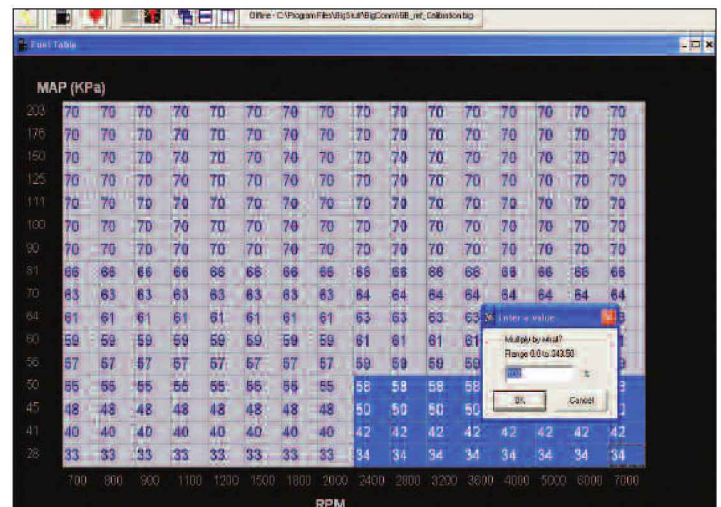 Offline - C:\Program Files\BigStuff\BigComm\GB_ref_Calibration.big
Fuel Table
MAP (KPa)
203 70 70 70 70 70 70 70 70 70 70 70 70 70 70 70 70
176 70 70 70 70 70 70 70 70 70 70 70 70 70 70 70 70
150 70 70 70 70 70 70 70 70 70 70 70 70 70 70 70 70
125 70 70 70 70 70 70 70 70 70 70 70 70 70 70 70 70
111 70 70 70 70 70 70 70 70 70 70 70 70 70 70 70 70
100 70 70 70 70 70 70 70 70 70 70 70 70 70 70 70 70
90 70 70 70 70 70 70 70 70 70 70 70 70 70 70 70 70
81 66 66 66 66 66 66 66 66 66 66 66 66 66 66 66 66
70 63 63 63 63 63 63 63 63 64 64 64 64 64 64 64 64
64 61 61 61 61 61 61 61 61 63 63 63 63
Enter a value
60 59 59 59 59 59 59 59 59 61 61 61 61
Multiply by what?
Range 0.0 to 343.58
56 57 57 57 57 57 57 57 57 59 59 59 59
%
50 55 55 55 55 55 55 55 55 58 58 58 58
OK Cancel
45 48 48 48 48 48 48 48 48 50 50 50 50
41 40 40 40 40 40 40 40 40 42 42 42 42 42 42 42 42
28 33 33 33 33 33 33 33 33 34 34 34 34 34 34 34 34
700 800 900 1100 1200 1500 1800 2000 2400 2800 3200 3600 4000 5000 6000 7000
RPM